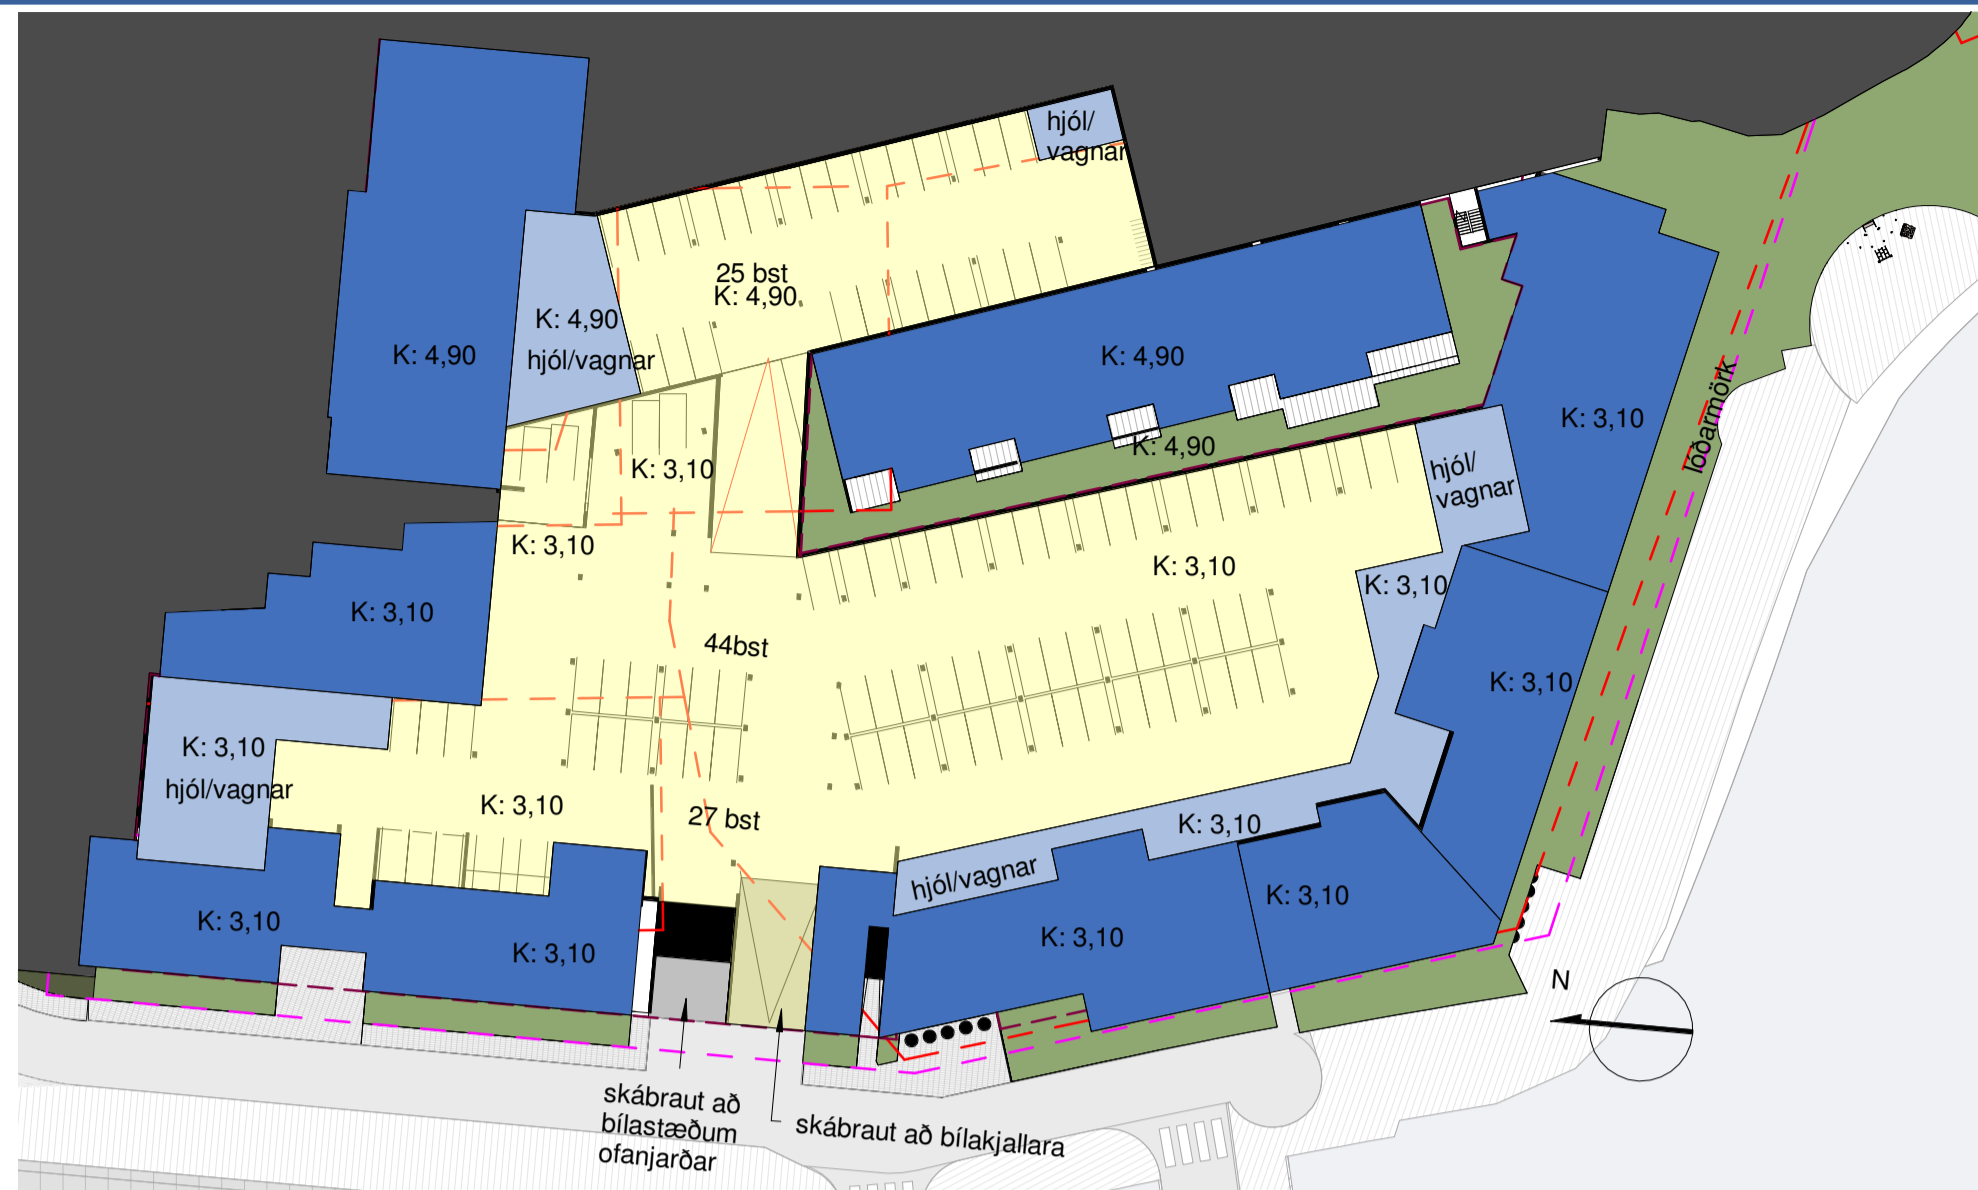 hjól/
vagnar
25 bst
K: 4,90
K: 4,90
hjól/vagnar
K: 4,90
K: 4,90
K: 4,90
K: 3,10
lóðarmörk
K: 3,10
hjól/
vagnar
K: 3,10
K: 3,10
K: 3,10
K: 3,10
44bst
K: 3,10
K: 3,10
hjól/vagnar
K: 3,10
27 bst
K: 3,10
hjól/vagnar
K: 3,10
K: 3,10
K: 3,10
K: 3,10
N
skábraut að
bílastæðum
ofanjarðar
skábraut að bílakjallara